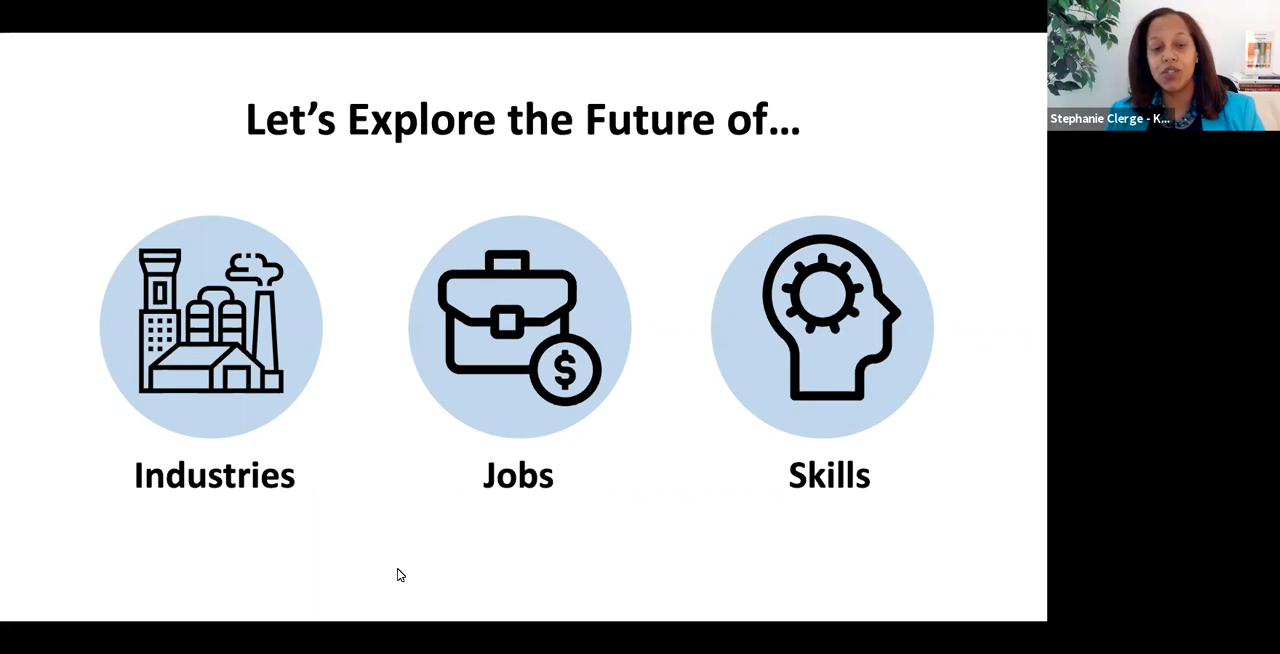 Let's Explore the Future of...
$
Industries
Jobs
Skills
Stephanie Clerge - K...